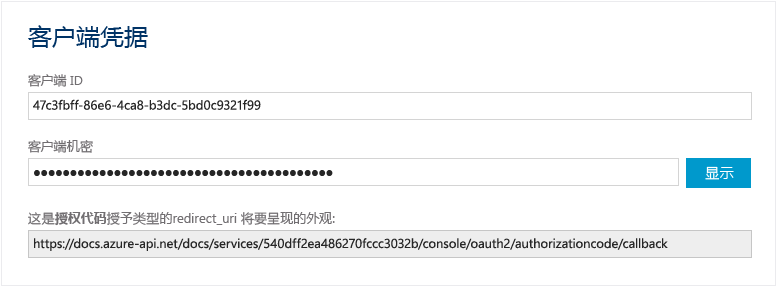 客户端凭据
客户端 ID
47c3fbff-86e6-4ca8-b3dc-5bd0c9321f99
客户端机密
●●●●●●●●●●●●●●●●●●●●●●●●●●●●●●●●●●●●●●●●●●● 显示
这是授权代码授予类型的redirect_uri 将要呈现的外观:
https://docs.azure-api.net/docs/services/540dff2ea486270fccc3032b/console/oauth2/authorizationcode/callback